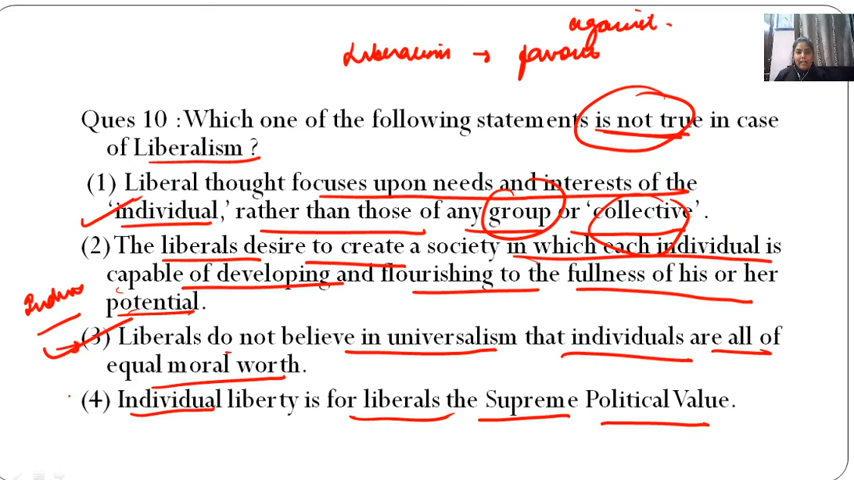 against.
Liberalism → favour
Ques 10 :Which one of the following statements is not true in case
of Liberalism ?
(1) Liberal thought focuses upon needs and interests of the
‘individual,’ rather than those of any group or ‘collective’.
(2) The liberals desire to create a society in which each individual is
capable of developing and flourishing to the fullness of his or her
potential.
(3) Liberals do not believe in universalism that individuals are all of
equal moral worth.
(4) Individual liberty is for liberals the Supreme Political Value.